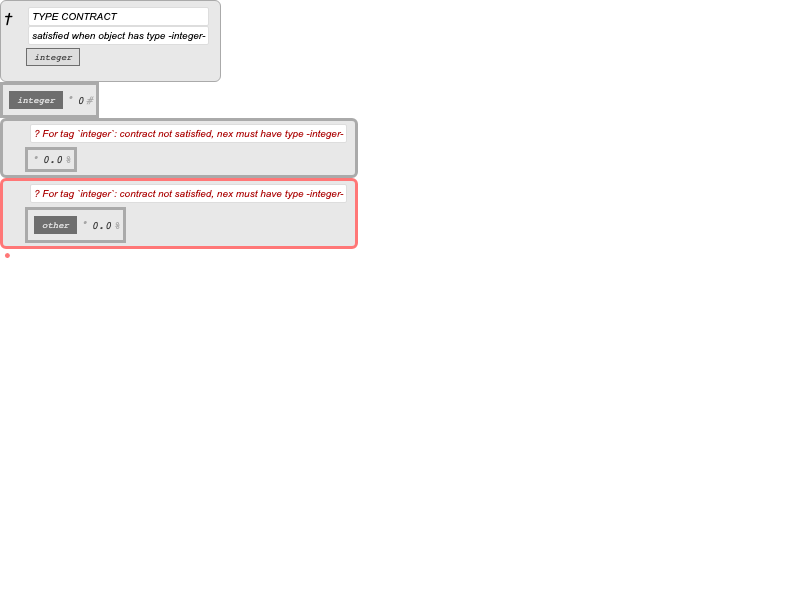 †
TYPE CONTRACT
satisfied when object has type -integer-
integer
integer * 0 #
? For tag `integer`: contract not satisfied, nex must have type -integer-
* 0.0 %
? For tag `integer`: contract not satisfied, nex must have type -integer-
other * 0.0 %